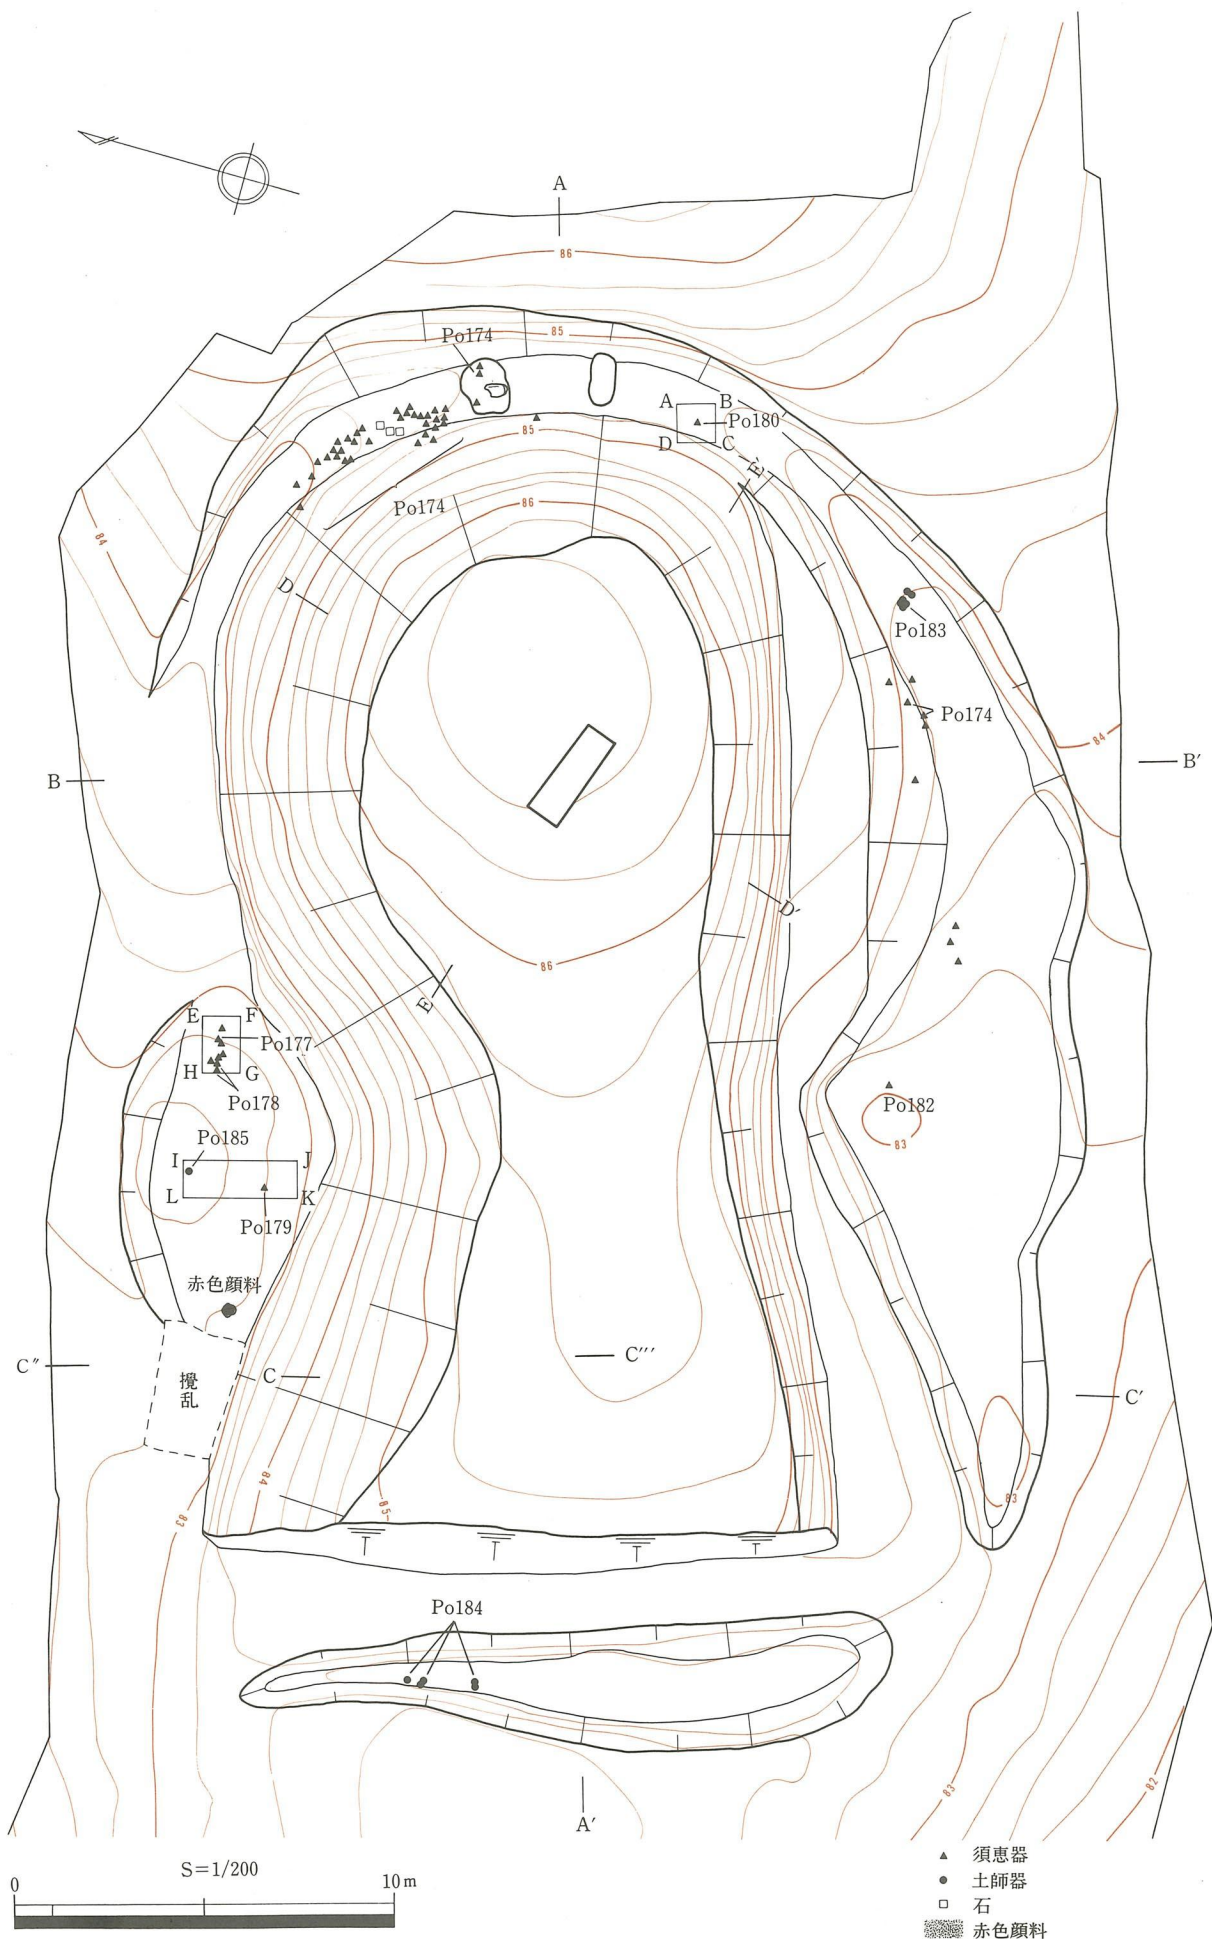 A
86
85
Po174
A B
Po180
D C
85
E′
Po174
86
84
D
Po183
Po174
84
B
B′
D′
86
E
E F
Po177
H G
Po178
Po182
Po185
83
I J
L K
Po179
赤色顔料
C″
C‴
C
C′
攪乱
84
85
83
83
Po184
83
82
A′
S=1/200
0 10m
須恵器
土師器
石
赤色顔料